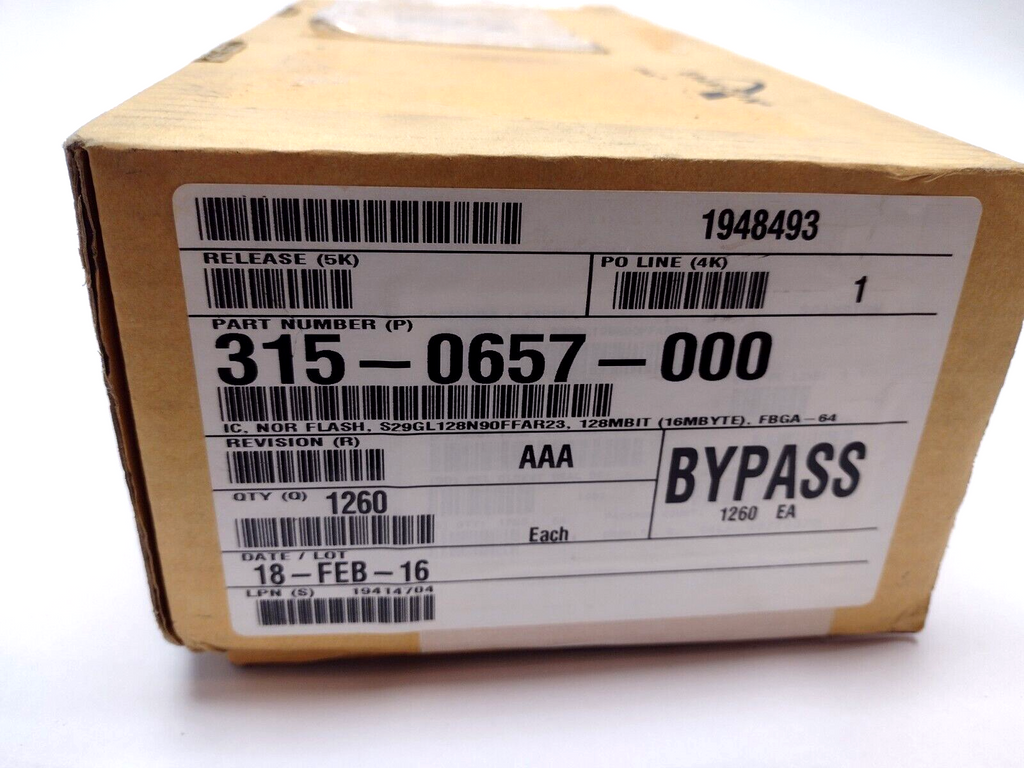 1948493
RELEASE (5K)
PO LINE (4K)
1
PART NUMBER (P)
315-0657-000
IC, NOR FLASH, S29GL128N90FFAR23, 128MBIT (16MBYTE), FBGA-64
REVISION (R)
AAA
BYPASS
1260 EA
QTY (Q) 1260
Each
DATE / LOT
18-FEB-16
LPN (S) 19414704